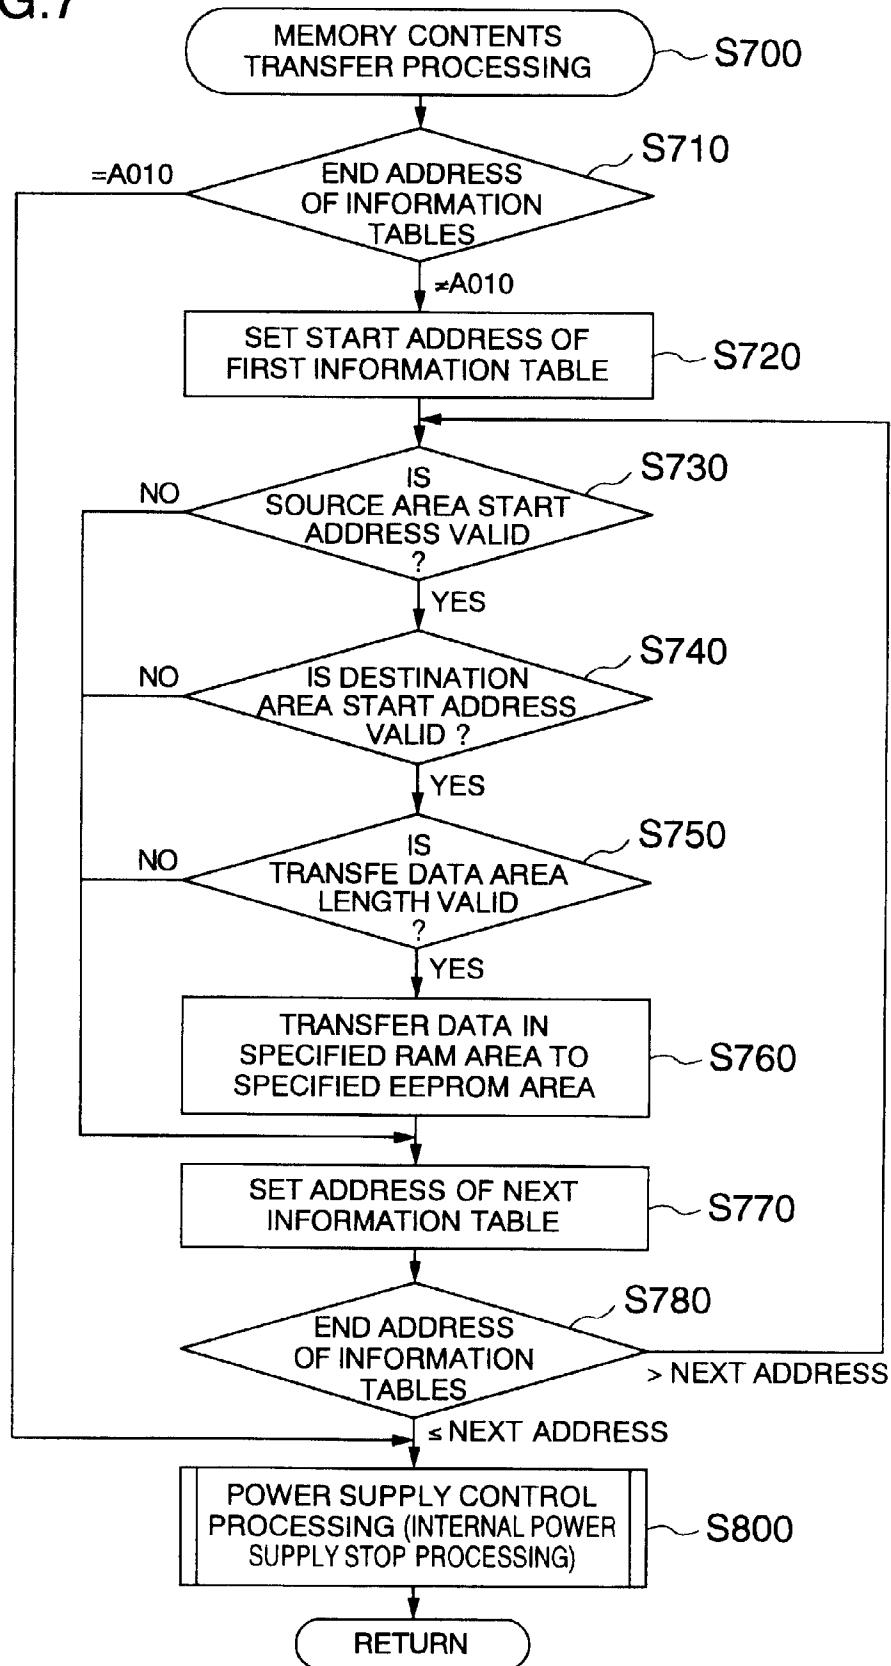 G.7
MEMORY CONTENTS
TRANSFER PROCESSING
S700
S710
=A010
END ADDRESS
OF INFORMATION
TABLES
≠A010
SET START ADDRESS OF
FIRST INFORMATION TABLE
S720
S730
NO
IS
SOURCE AREA START
ADDRESS VALID
?
YES
S740
NO
IS DESTINATION
AREA START ADDRESS
VALID ?
YES
S750
NO
IS
TRANSFE DATA AREA
LENGTH VALID
?
YES
TRANSFER DATA IN
SPECIFIED RAM AREA TO
SPECIFIED EEPROM AREA
S760
SET ADDRESS OF NEXT
INFORMATION TABLE
S770
S780
END ADDRESS
OF INFORMATION
TABLES
> NEXT ADDRESS
≤ NEXT ADDRESS
POWER SUPPLY CONTROL
PROCESSING (INTERNAL POWER
SUPPLY STOP PROCESSING)
S800
RETURN